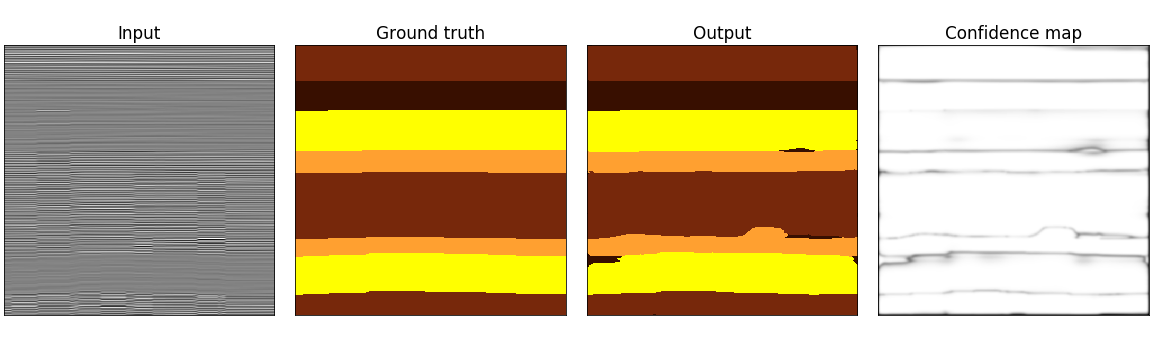 Input
Ground truth
Output
Confidence map